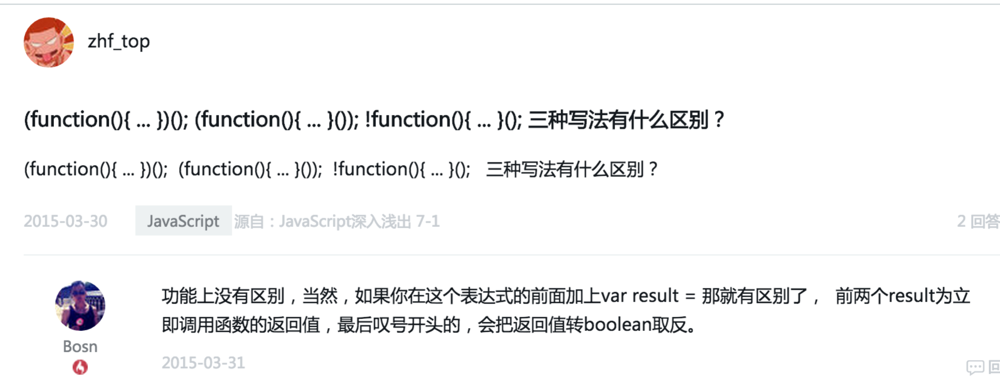 zhf_top
(function(){ ... })(); (function(){ ... }()); !function(){ ... }(); 三种写法有什么区别？
(function(){ ... })();  (function(){ ... }());  !function(){ ... }();   三种写法有什么区别？
2015-03-30 JavaScript 源自：JavaScript深入浅出 7-1 2 回答
功能上没有区别，当然，如果你在这个表达式的前面加上var result = 那就有区别了， 前两个result为立
即调用函数的返回值，最后叹号开头的，会把返回值转boolean取反。
Bosn
2015-03-31 回